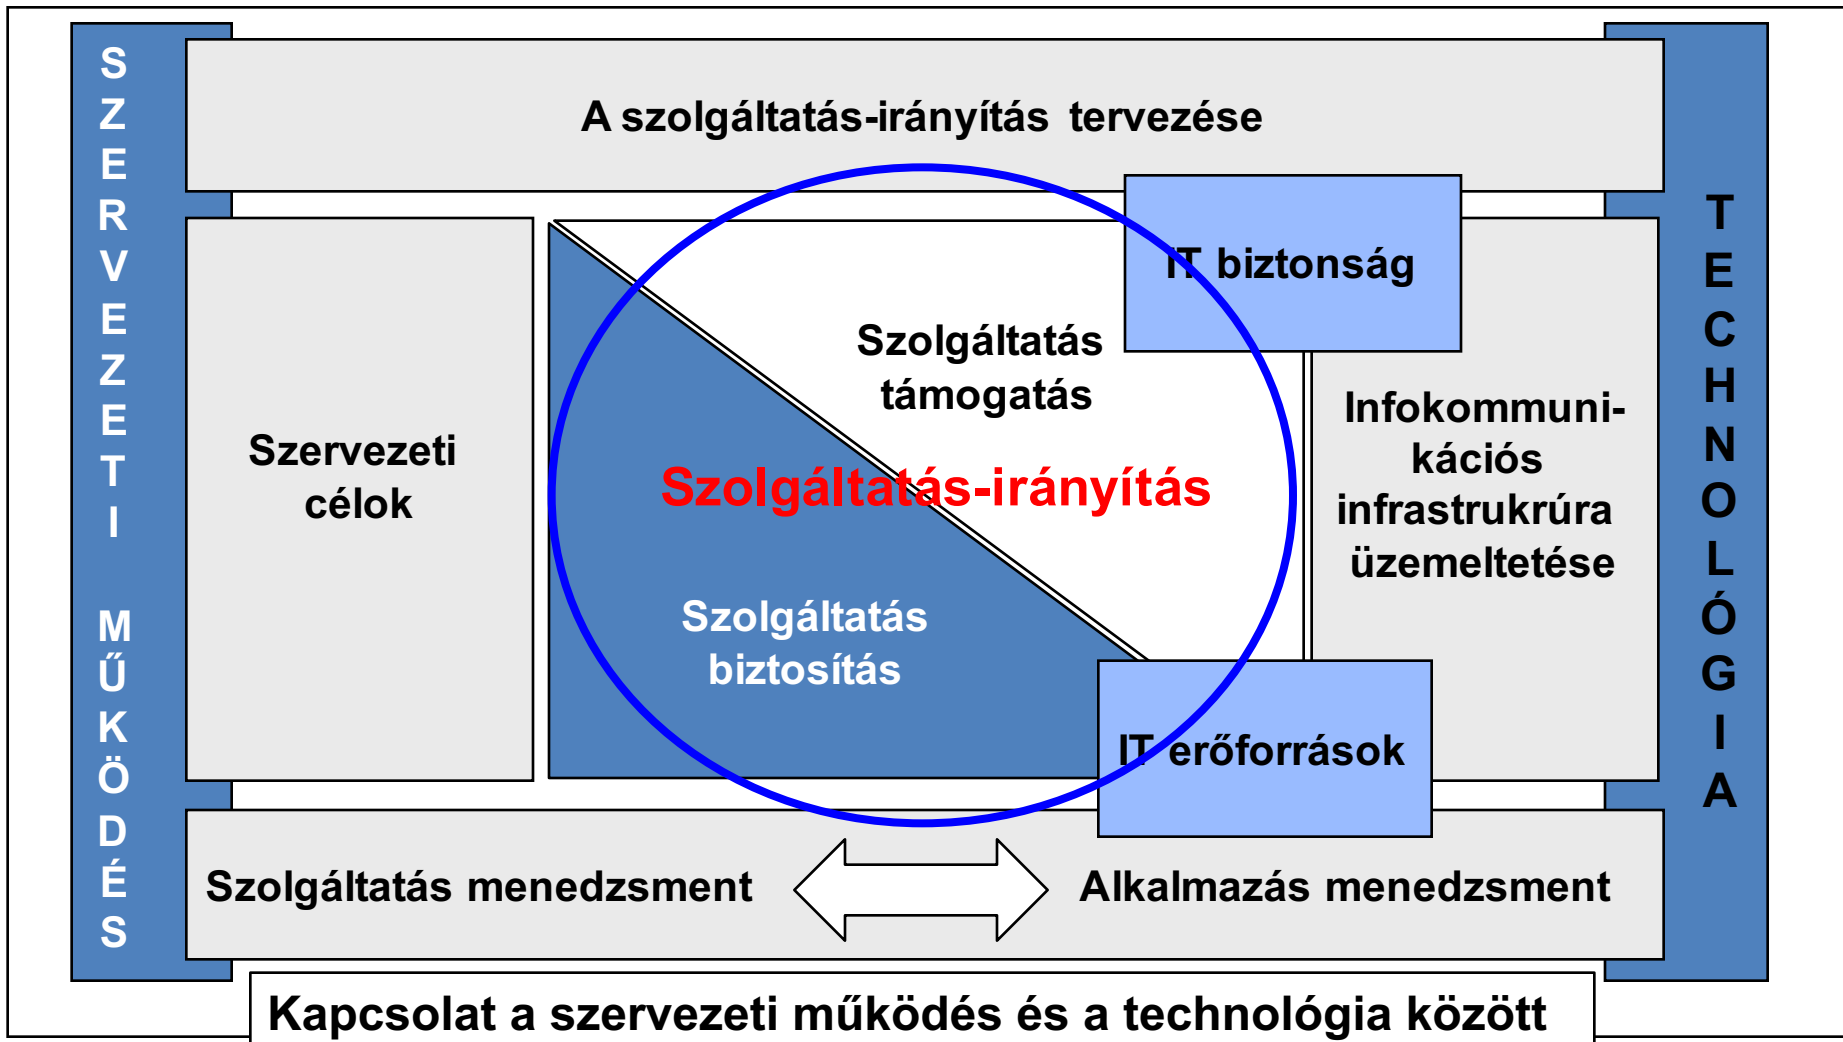 SZERVEZETI MŰKÖDÉS
A szolgáltatás-irányítás tervezése
TECHNOLÓGIA
IT biztonság
Szolgáltatás
támogatás
Szervezeti
célok
Szolgáltatás-irányítás
Infokommuni-
kációs
infrastrukrúra
üzemeltetése
Szolgáltatás
biztosítás
IT erőforrások
Szolgáltatás menedzsment
Alkalmazás menedzsment
Kapcsolat a szervezeti működés és a technológia között